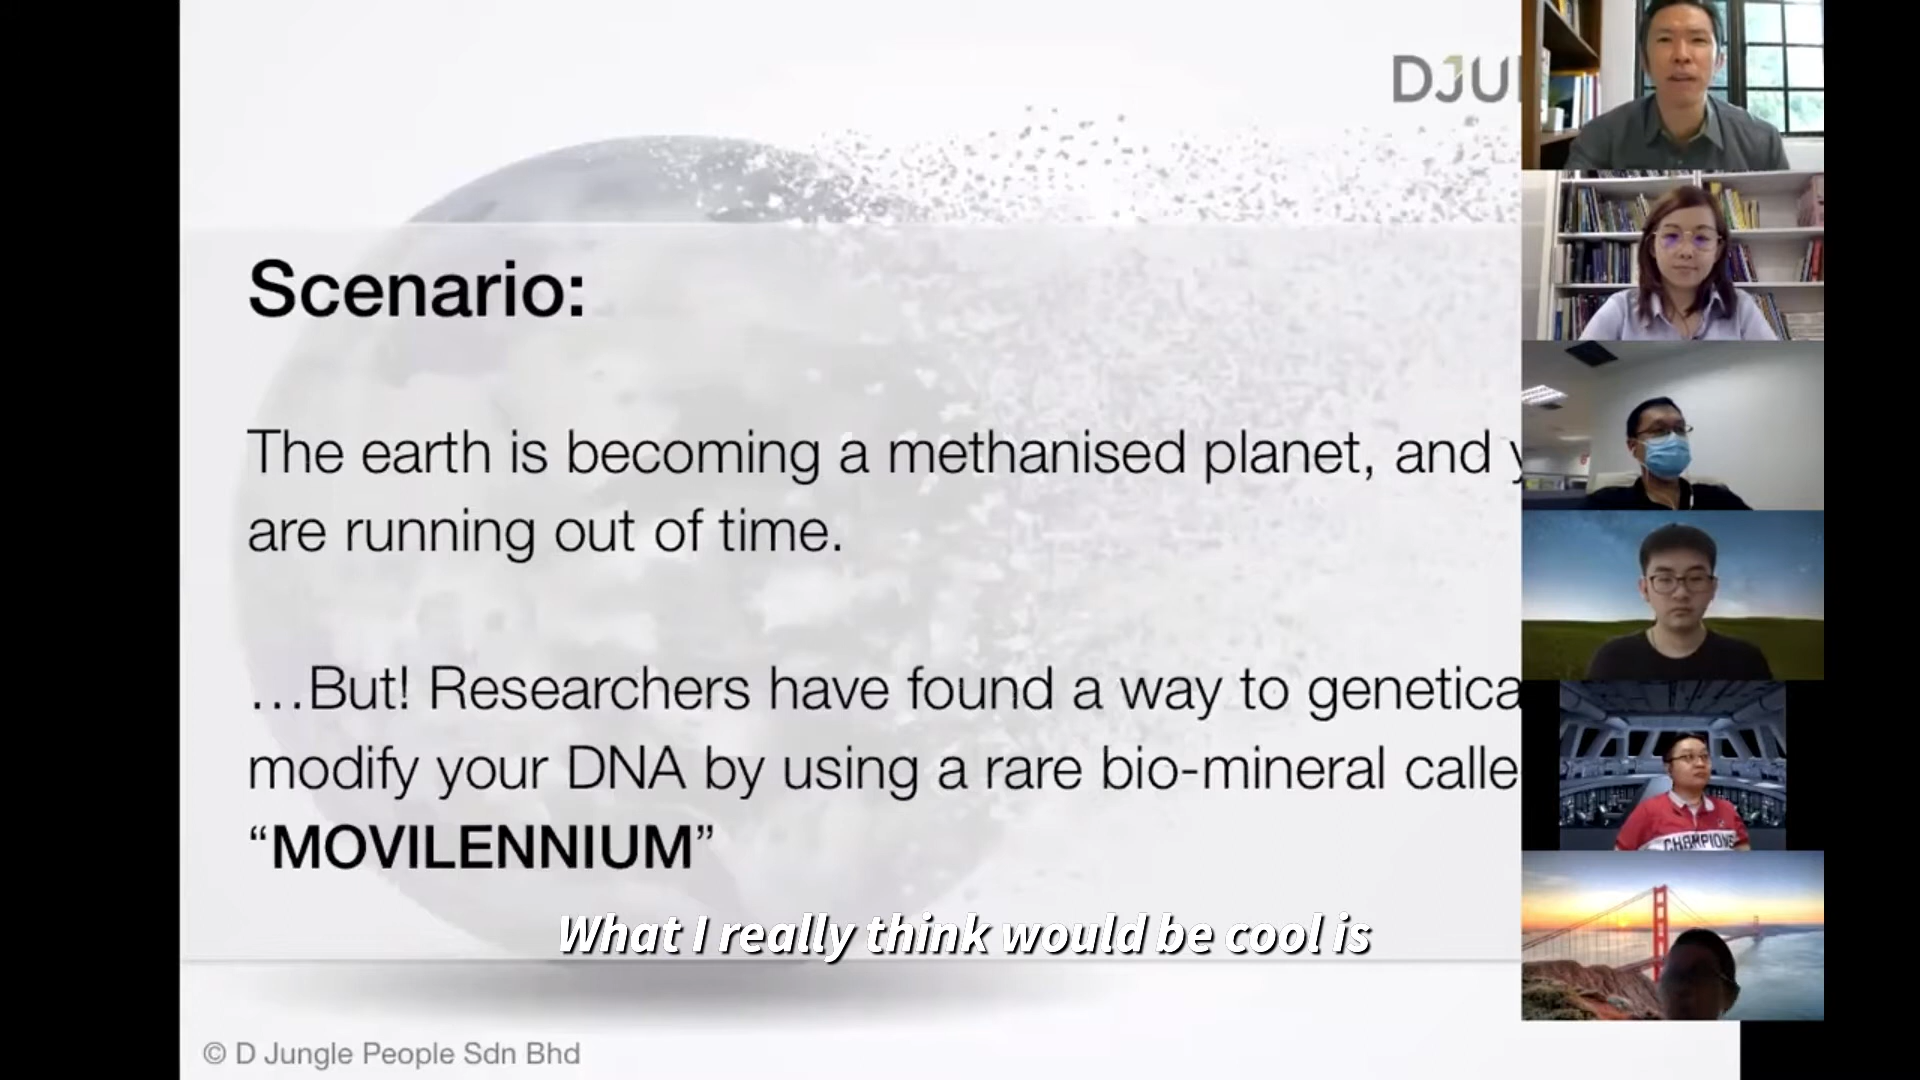 DJU
Scenario:
The earth is becoming a methanised planet, and y
are running out of time.
...But! Researchers have found a way to genetica
modify your DNA by using a rare bio-mineral calle
“MOVILENNIUM”
What I really think would be cool is
© D Jungle People Sdn Bhd
CHAMPIONS